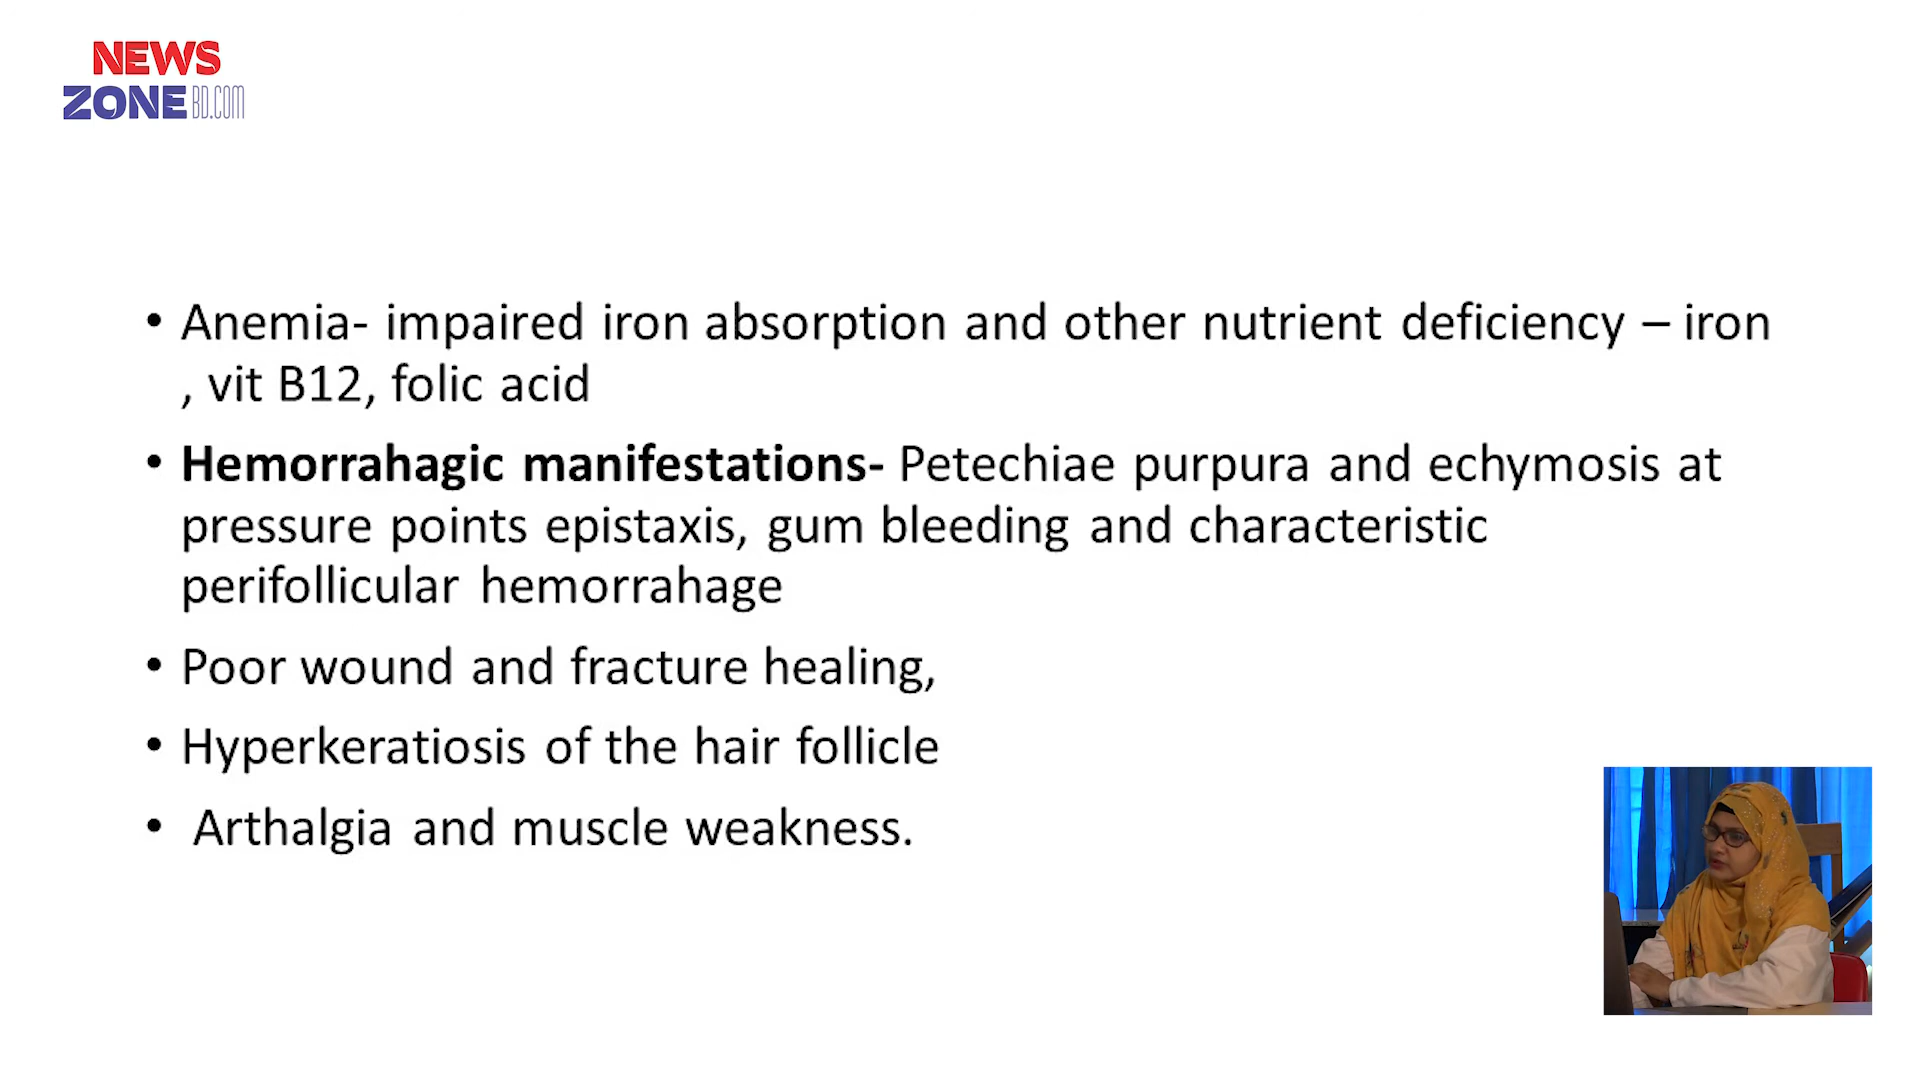 NEWS
ZONE BD.COM
• Anemia- impaired iron absorption and other nutrient deficiency – iron
, vit B12, folic acid
• Hemorrahagic manifestations- Petechiae purpura and echymosis at
pressure points epistaxis, gum bleeding and characteristic
perifollicular hemorrahage
• Poor wound and fracture healing,
• Hyperkeratiosis of the hair follicle
• Arthalgia and muscle weakness.